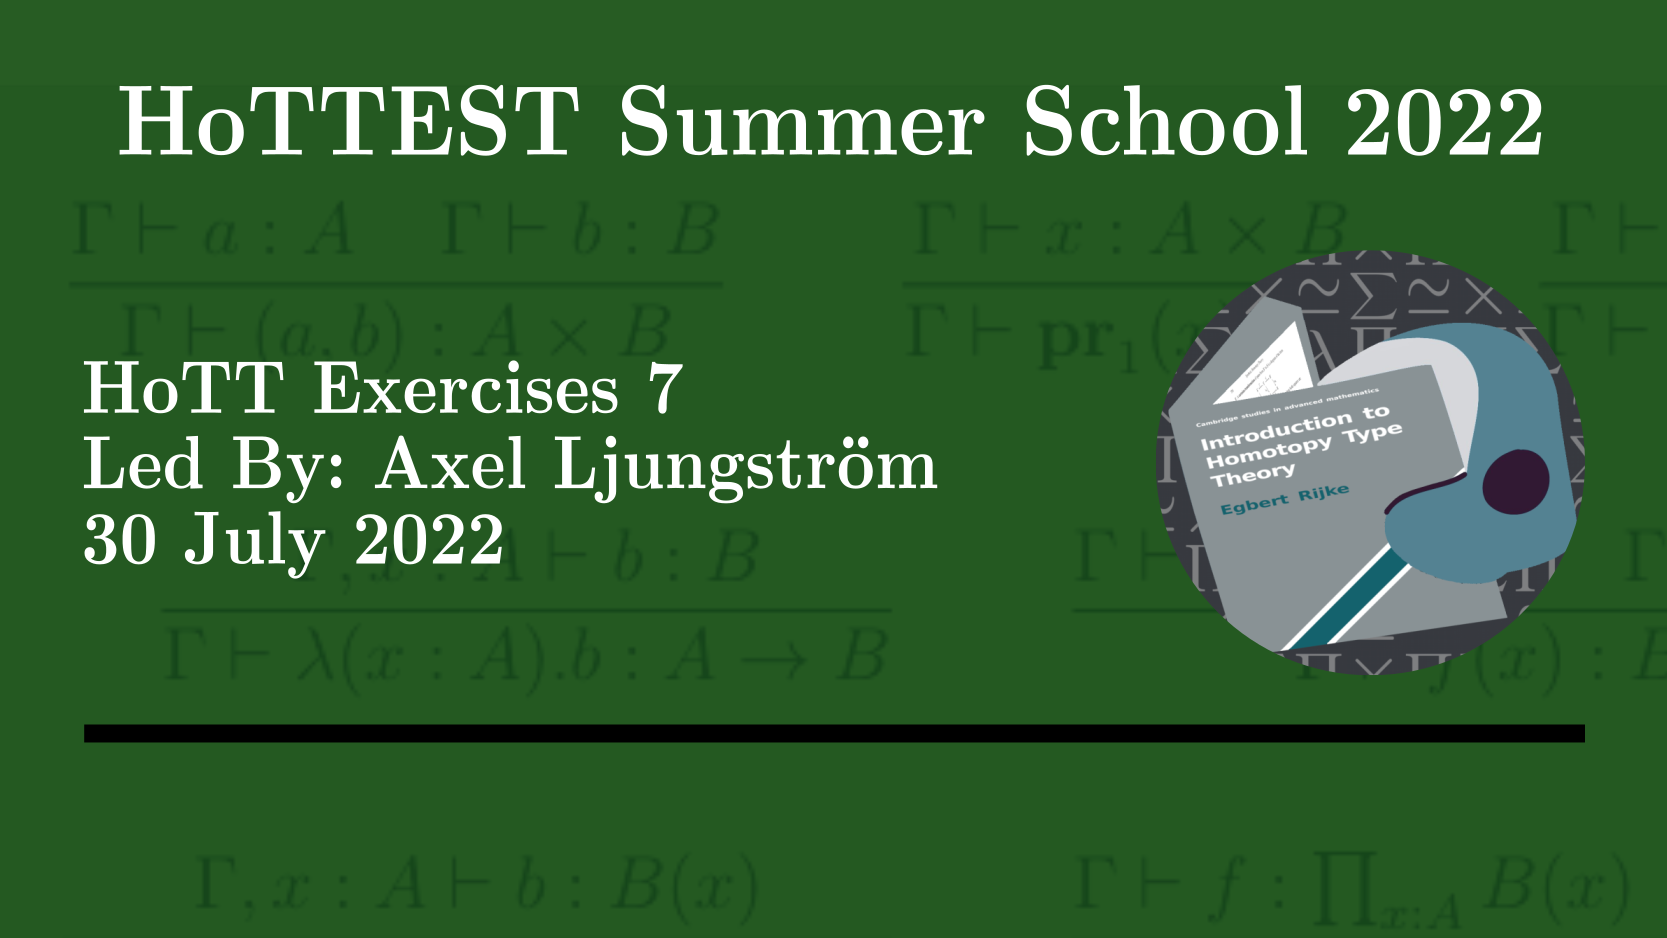 HoTTEST Summer School 2022
Γ ⊢ a : A Γ ⊢ b : B
Γ ⊢ (a, b) : A × B
Γ ⊢ x : A × B
Γ ⊢ pr₁(
Γ ⊢
Γ ⊢
HoTT Exercises 7
Led By: Axel Ljungström
30 July 2022
Cambridge studies in advanced mathematics
Introduction to
Homotopy Type
Theory
Egbert Rijke
Γ, x : A ⊢ b : B
Γ ⊢ λ(x : A).b : A → B
Γ ⊢
Γ
(x) : B
Γ, x : A ⊢ b : B(x)
Γ ⊢ f : ∏x:A B(x)